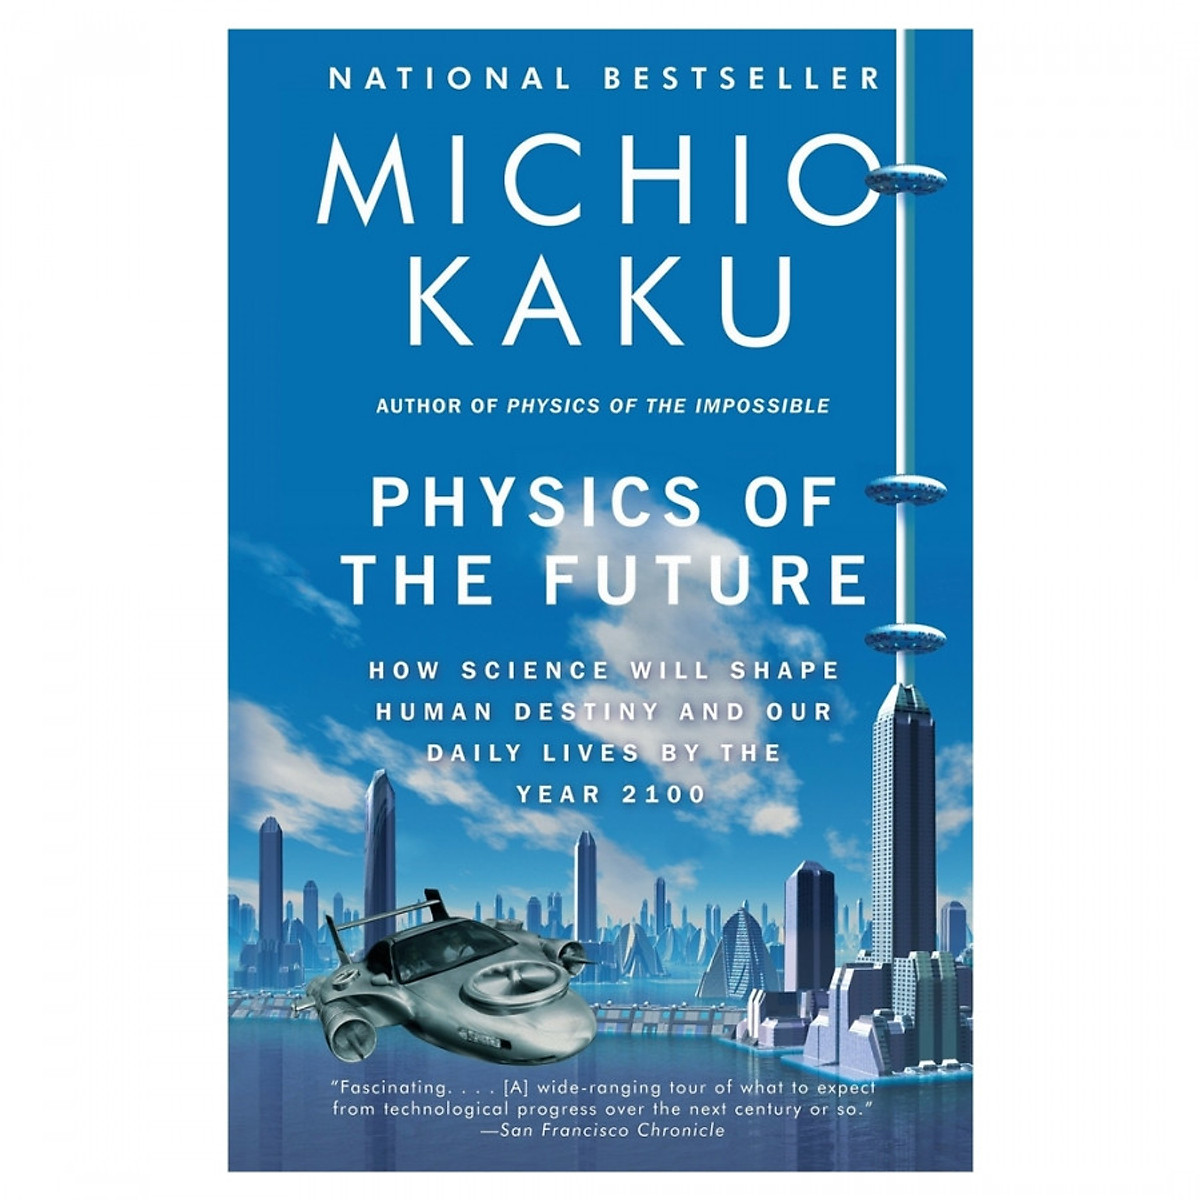 NATIONAL BESTSELLER
MICHIO
KAKU
AUTHOR OF PHYSICS OF THE IMPOSSIBLE
PHYSICS OF
THE FUTURE
HOW SCIENCE WILL SHAPE
HUMAN DESTINY AND OUR
DAILY LIVES BY THE
YEAR 2100
“Fascinating. . . . [A] wide-ranging tour of what to expect
from technological progress over the next century or so.”
—San Francisco Chronicle